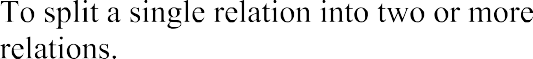 To split a single relation into two or more
relations.